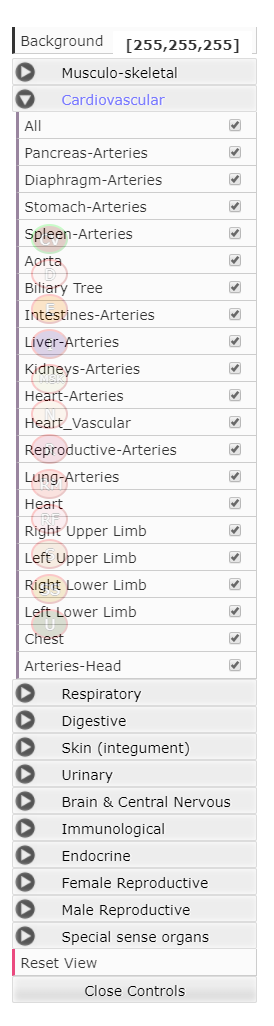 Background [255,255,255]
Musculo-skeletal
Cardiovascular
All
Pancreas-Arteries
Diaphragm-Arteries
Stomach-Arteries
Spleen-Arteries
Aorta
D
Biliary Tree
Intestines-Arteries
Liver-Arteries
Kidneys-Arteries
Heart-Arteries
N
Heart_Vascular
Reproductive-Arteries
Lung-Arteries
Heart
RF
Right Upper Limb
Left Upper Limb
Right Lower Limb
Left Lower Limb
U
Chest
Arteries-Head
Respiratory
Digestive
Skin (integument)
Urinary
Brain & Central Nervous
Immunological
Endocrine
Female Reproductive
Male Reproductive
Special sense organs
Reset View
Close Controls